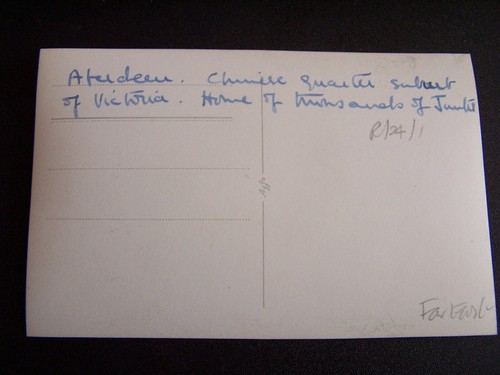 Aberdeen. Chinese quarter suburb
of Victoria. Home of thousands of Junks
R/24/1
Far East